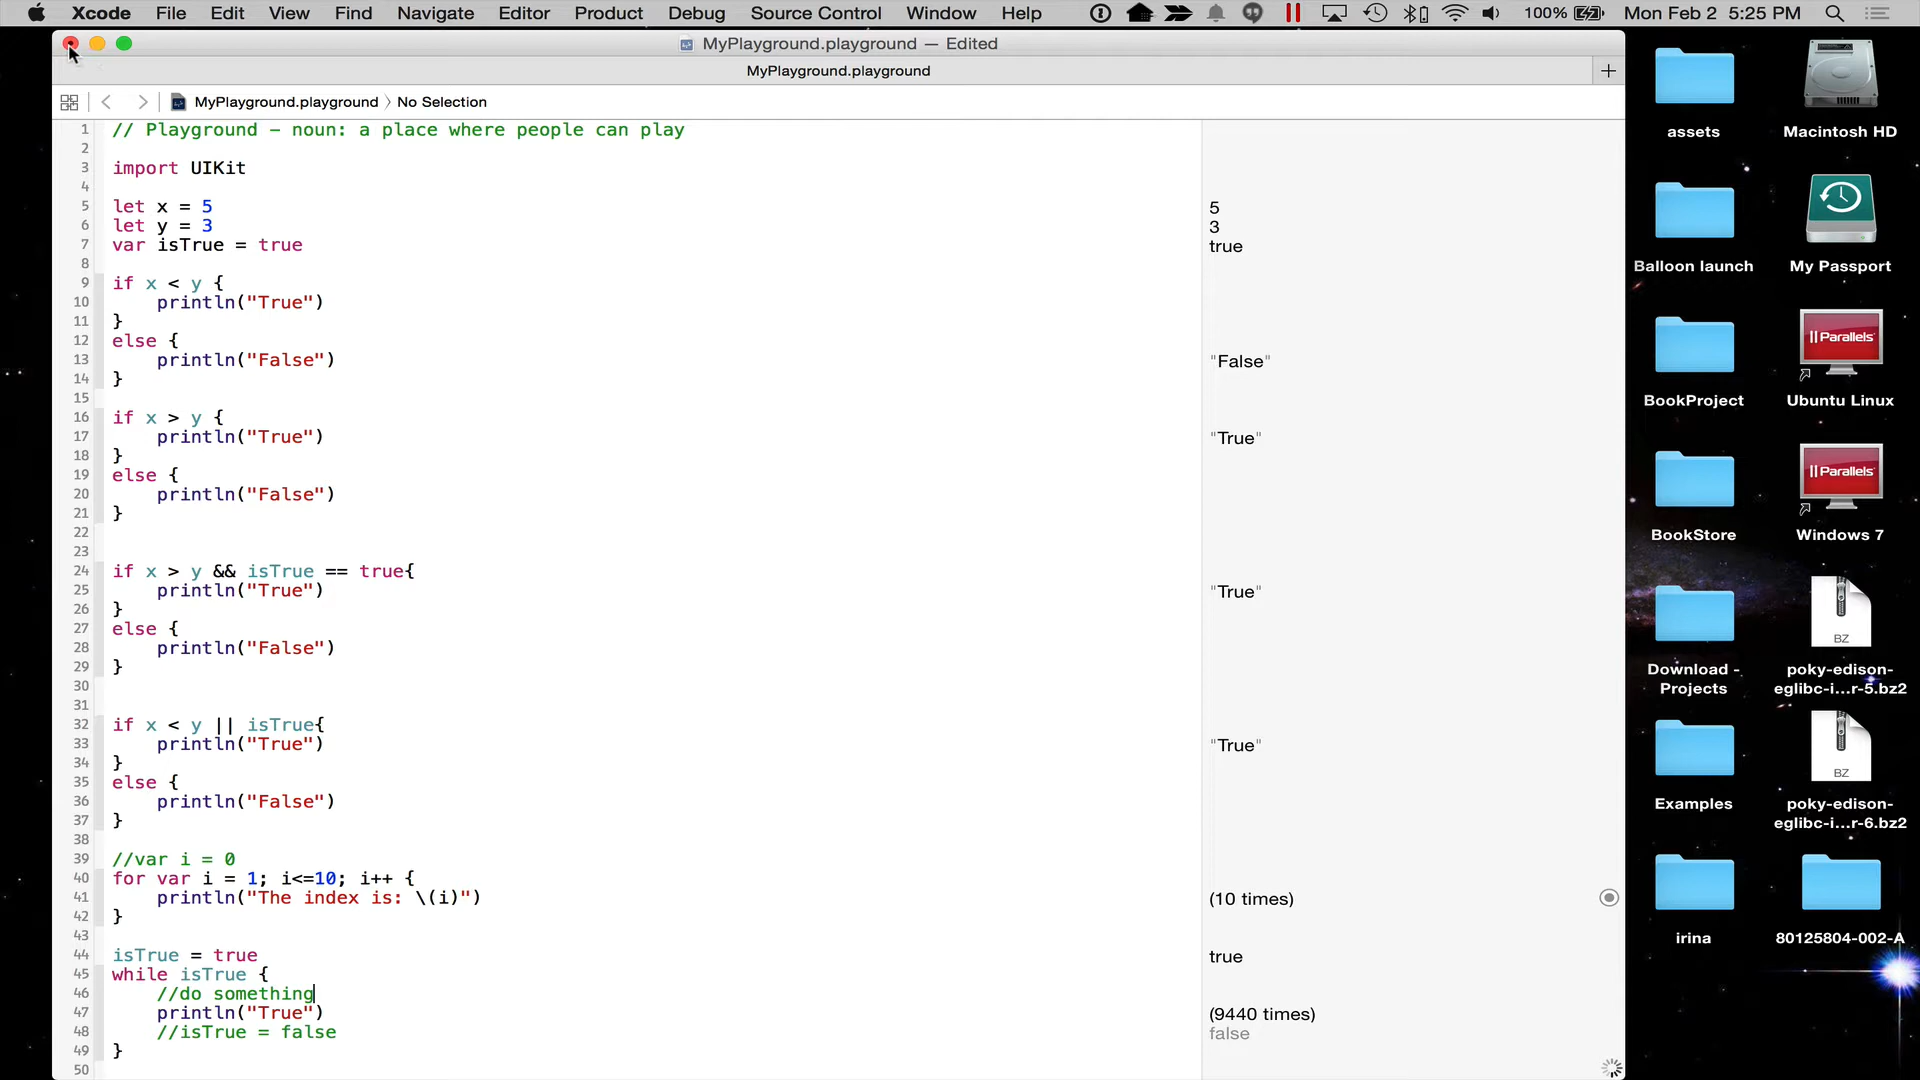 Xcode File Edit View Find Navigate Editor Product Debug Source Control Window Help 100% Mon Feb 2 5:25 PM
MyPlayground.playground — Edited
MyPlayground.playground
MyPlayground.playground No Selection
1 // Playground – noun: a place where people can play
2
3 import UIKit
4
5 let x = 5 5
6 let y = 3 3
7 var isTrue = true true
8
9 if x < y {
10 println("True")
11 }
12 else {
13 println("False") "False"
14 }
15
16 if x > y {
17 println("True") "True"
18 }
19 else {
20 println("False")
21 }
22
23
24 if x > y && isTrue == true{
25 println("True") "True"
26 }
27 else {
28 println("False")
29 }
30
31
32 if x < y || isTrue{
33 println("True") "True"
34 }
35 else {
36 println("False")
37 }
38
39 //var i = 0
40 for var i = 1; i<=10; i++ {
41 println("The index is: \(i)") (10 times)
42 }
43
44 isTrue = true true
45 while isTrue {
46 //do something
47 println("True") (9440 times)
48 //isTrue = false false
49 }
50
assets
Macintosh HD
Balloon launch
My Passport
|| Parallels
BookProject
Ubuntu Linux
|| Parallels
BookStore
Windows 7
BZ
Download -
Projects
poky-edison-
eglibc-i...r-5.bz2
BZ
Examples
poky-edison-
eglibc-i...r-6.bz2
irina
80125804-002-A